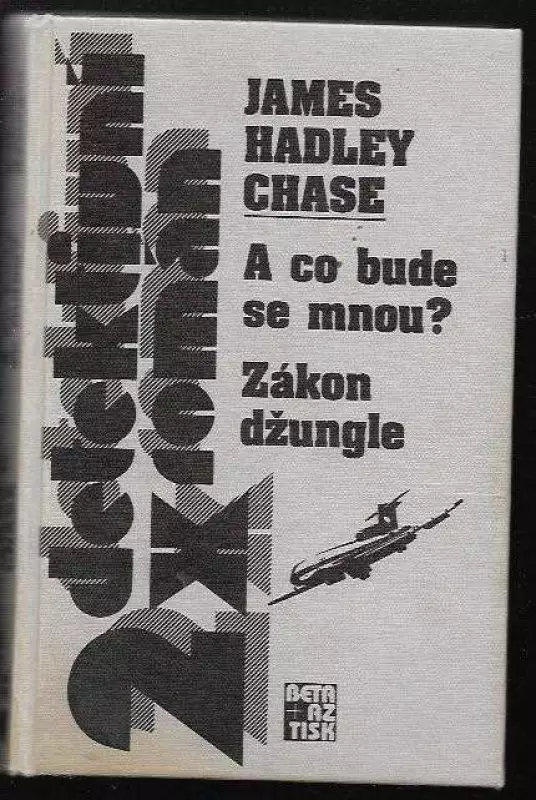 2x detektivní
román
JAMES
HADLEY
CHASE
A co bude
se mnou?
Zákon
džungle
BETA
+ AZ
TISK